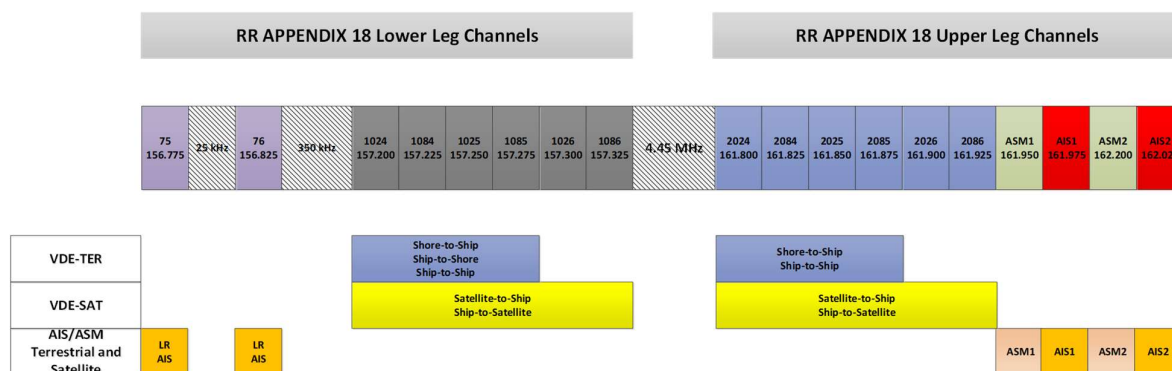 RR APPENDIX 18 Lower Leg Channels
RR APPENDIX 18 Upper Leg Channels
75
156.775
25 kHz
76
156.825
350 kHz
1024
157.200
1084
157.225
1025
157.250
1085
157.275
1026
157.300
1086
157.325
4.45 MHz
2024
161.800
2084
161.825
2025
161.850
2085
161.875
2026
161.900
2086
161.925
ASM1
161.950
AIS1
161.975
ASM2
162.200
AIS2
162.02
VDE-TER
Shore-to-Ship
Ship-to-Shore
Ship-to-Ship
Shore-to-Ship
Ship-to-Ship
VDE-SAT
Satellite-to-Ship
Ship-to-Satellite
Satellite-to-Ship
Ship-to-Satellite
AIS/ASM
Terrestrial and
Satellite
LR
AIS
LR
AIS
ASM1
AIS1
ASM2
AIS2